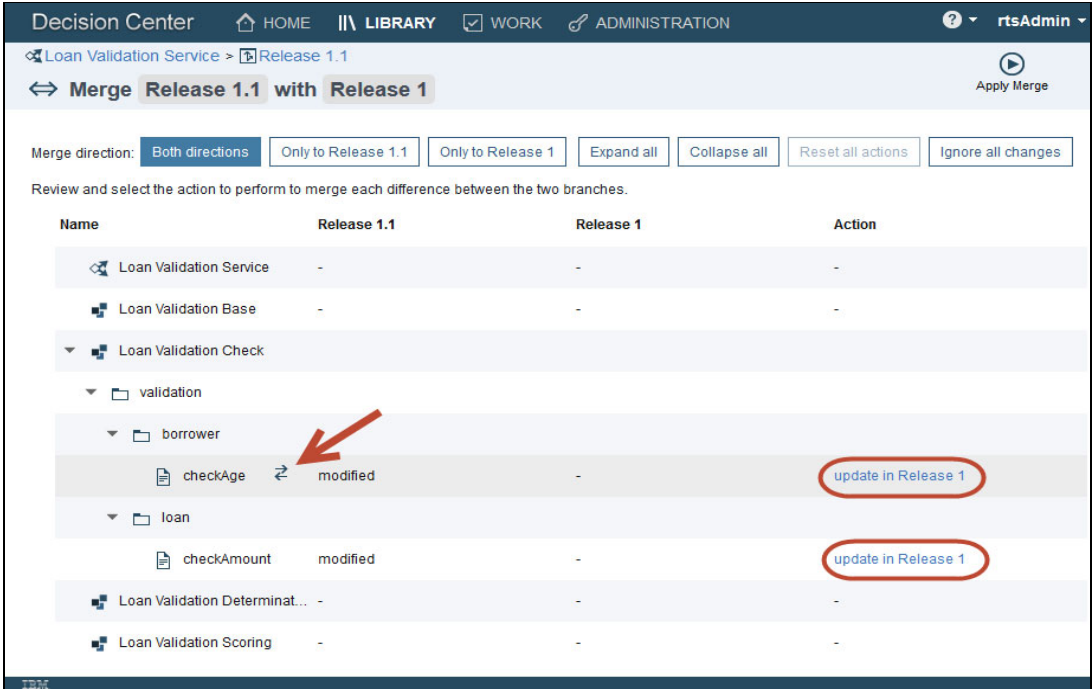 Decision Center HOME LIBRARY WORK ADMINISTRATION ? rtsAdmin
Loan Validation Service > Release 1.1
Merge Release 1.1 with Release 1
Apply Merge
Merge direction: Both directions Only to Release 1.1 Only to Release 1 Expand all Collapse all Reset all actions Ignore all changes
Review and select the action to perform to merge each difference between the two branches.
Name Release 1.1 Release 1 Action
Loan Validation Service - - -
Loan Validation Base - - -
Loan Validation Check
validation
borrower
checkAge modified - update in Release 1
loan
checkAmount modified - update in Release 1
Loan Validation Determinat... - - -
Loan Validation Scoring - - -
IBM